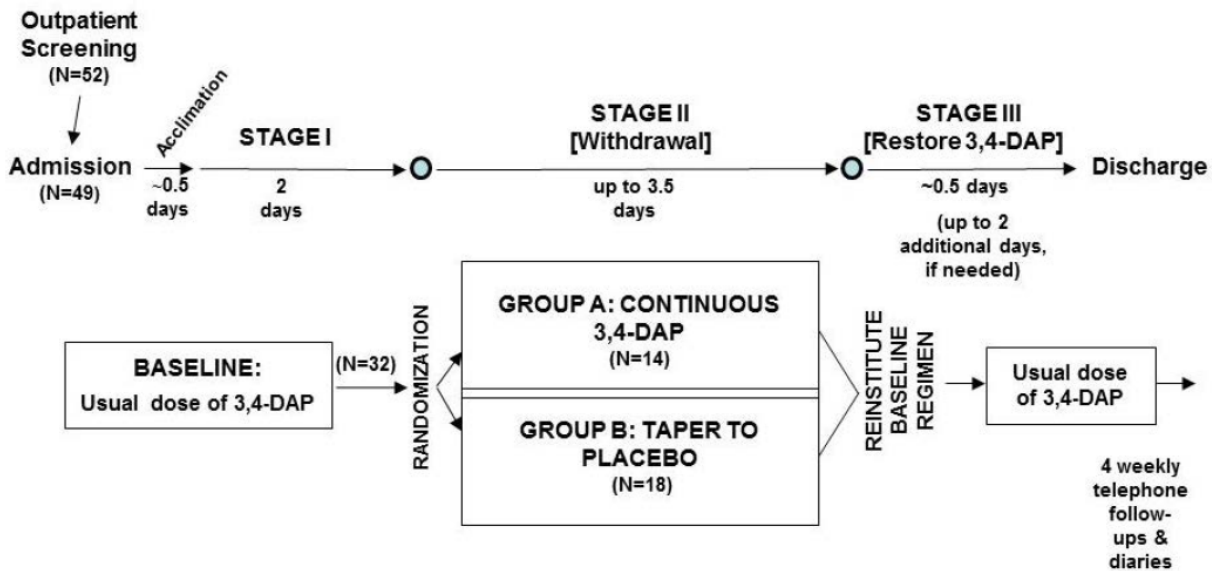 Outpatient
Screening
(N=52)
Admission
(N=49)
Acclimation
~0.5
days
STAGE I
2
days
STAGE II
[Withdrawal]
up to 3.5
days
STAGE III
[Restore 3,4-DAP]
~0.5 days
(up to 2
additional days,
if needed)
Discharge
BASELINE:
Usual dose of 3,4-DAP
(N=32)
RANDOMIZATION
GROUP A: CONTINUOUS
3,4-DAP
(N=14)
GROUP B: TAPER TO
PLACEBO
(N=18)
REINSTITUTE
BASELINE
REGIMEN
Usual dose
of 3,4-DAP
4 weekly
telephone
follow-
ups &
diaries